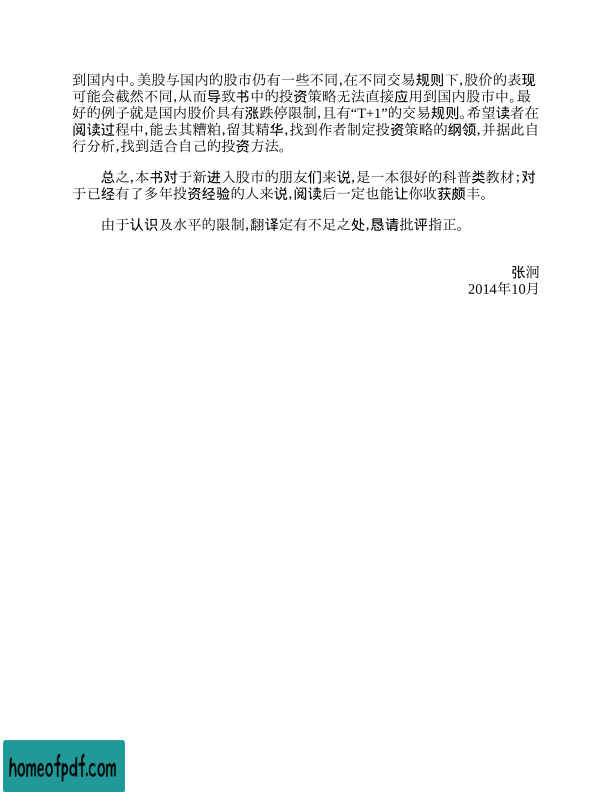 到国内中。美股与国内的股市仍有一些不同,在不同交易规则下,股价的表现
可能会截然不同,从而导致书中的投资策略无法直接应用到国内股市中。最
好的例子就是国内股价具有涨跌停限制,且有“T+1”的交易规则。希望读者在
阅读过程中,能去其糟粕,留其精华,找到作者制定投资策略的纲领,并据此自
行分析,找到适合自己的投资方法。
总之,本书对于新进入股市的朋友们来说,是一本很好的科普类教材;对
于已经有了多年投资经验的人来说,阅读后一定也能让你收获颇丰。
由于认识及水平的限制,翻译定有不足之处,恳请批评指正。
张泂
2014年10月
homeofpdf.com